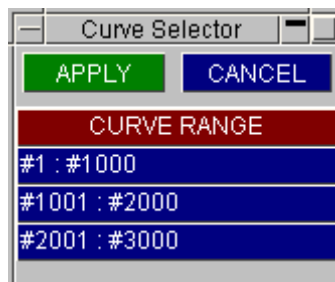 Curve Selector
APPLY CANCEL
CURVE RANGE
#1 : #1000
#1001 : #2000
#2001 : #3000